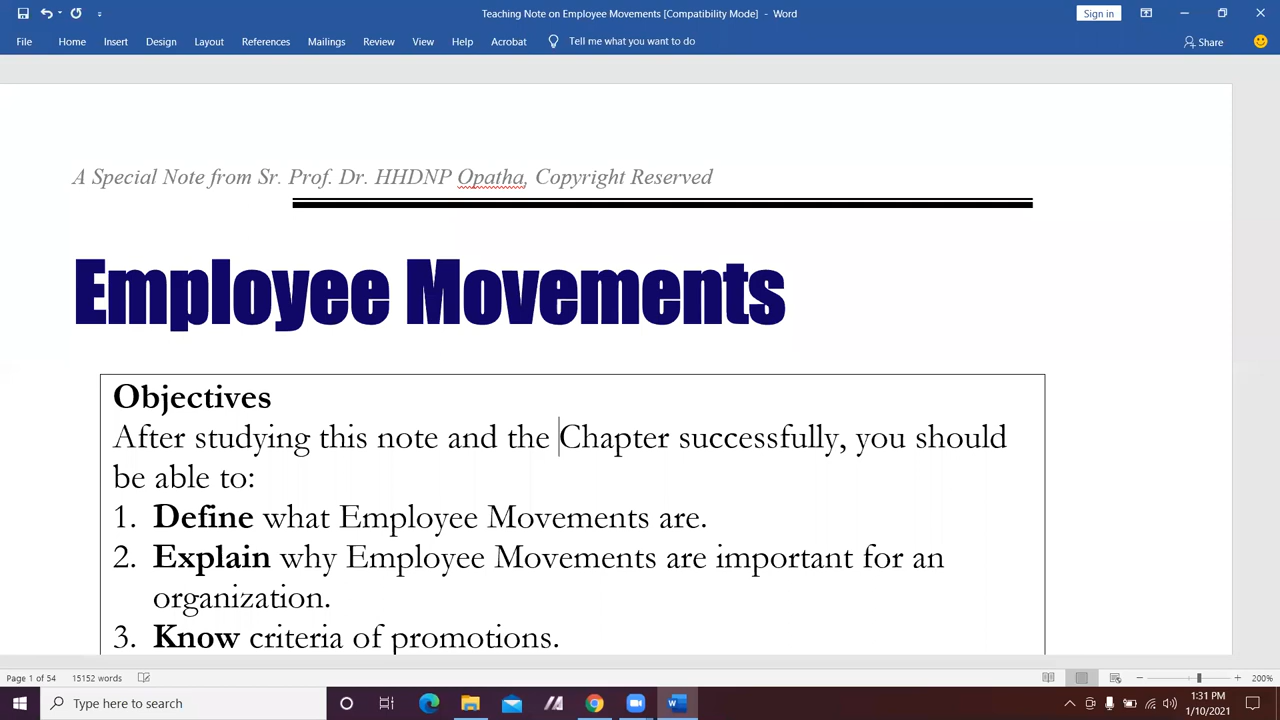 Teaching Note on Employee Movements [Compatibility Mode] - Word
Sign in
File Home Insert Design Layout References Mailings Review View Help Acrobat Tell me what you want to do Share
A Special Note from Sr. Prof. Dr. HHDNP Opatha, Copyright Reserved
Employee Movements
Objectives
After studying this note and the Chapter successfully, you should
be able to:
1. Define what Employee Movements are.
2. Explain why Employee Movements are important for an
organization.
3. Know criteria of promotions.
Page 1 of 54 15152 words 200%
Type here to search
1:31 PM
1/10/2021